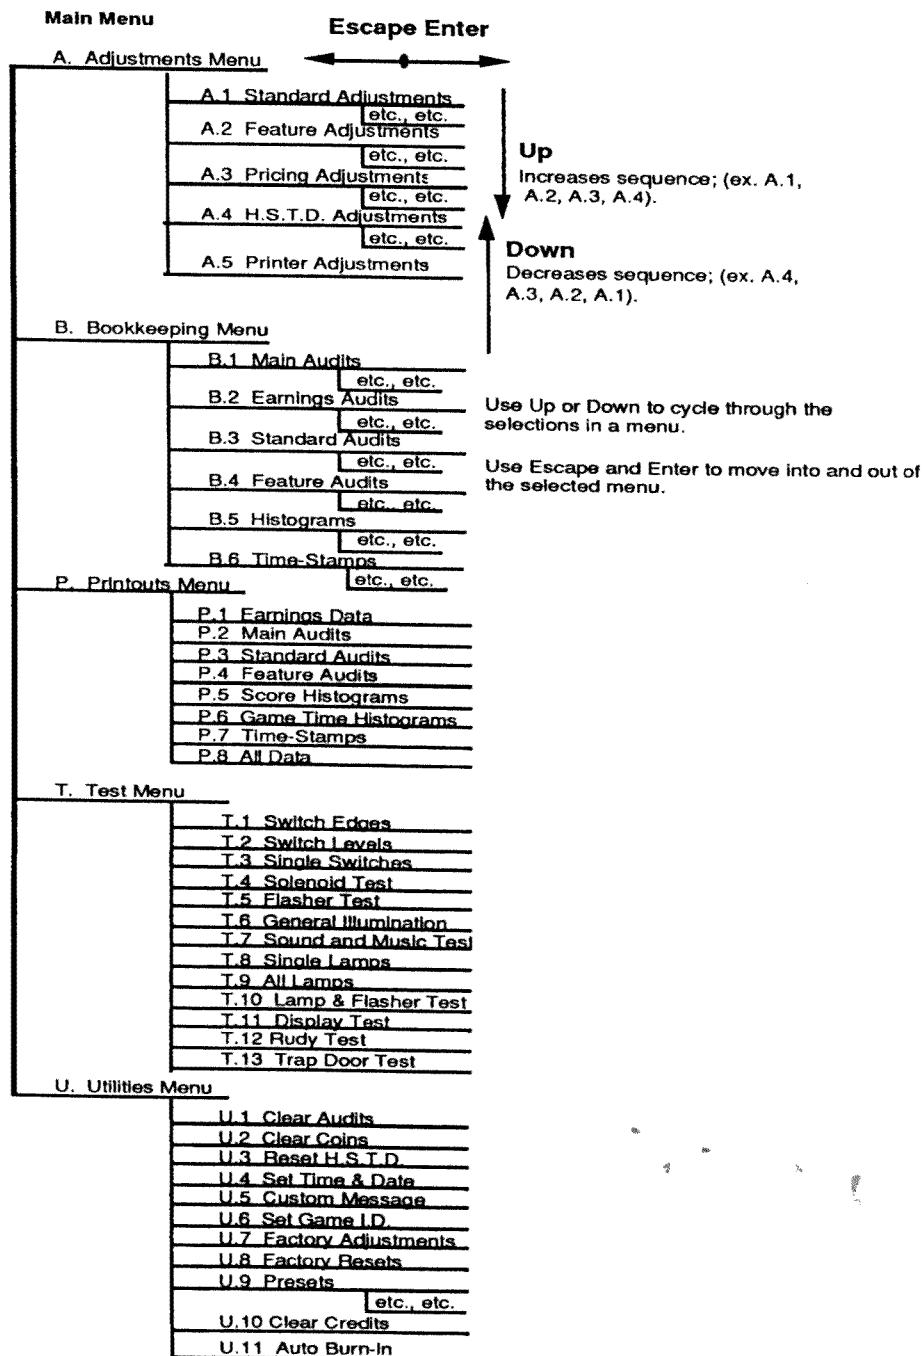 Main Menu
Escape Enter
A. Adjustments Menu
A.1 Standard Adjustments
etc., etc.
A.2 Feature Adjustments
etc., etc.
A.3 Pricing Adjustments
etc., etc.
A.4 H.S.T.D. Adjustments
etc., etc.
A.5 Printer Adjustments
Up
Increases sequence; (ex. A.1,
A.2, A.3, A.4).
Down
Decreases sequence; (ex. A.4,
A.3, A.2, A.1).
B. Bookkeeping Menu
B.1 Main Audits
etc., etc.
B.2 Earnings Audits
etc., etc.
B.3 Standard Audits
etc., etc.
B.4 Feature Audits
etc., etc.
B.5 Histograms
etc., etc.
B.6 Time-Stamps
etc., etc.
Use Up or Down to cycle through the
selections in a menu.
Use Escape and Enter to move into and out of
the selected menu.
P. Printouts Menu
P.1 Earnings Data
P.2 Main Audits
P.3 Standard Audits
P.4 Feature Audits
P.5 Score Histograms
P.6 Game Time Histograms
P.7 Time-Stamps
P.8 All Data
T. Test Menu
T.1 Switch Edges
T.2 Switch Levels
T.3 Single Switches
T.4 Solenoid Test
T.5 Flasher Test
T.6 General Illumination
T.7 Sound and Music Test
T.8 Single Lamps
T.9 All Lamps
T.10 Lamp & Flasher Test
T.11 Display Test
T.12 Rudy Test
T.13 Trap Door Test
U. Utilities Menu
U.1 Clear Audits
U.2 Clear Coins
U.3 Reset H.S.T.D.
U.4 Set Time & Date
U.5 Custom Message
U.6 Set Game I.D.
U.7 Factory Adjustments
U.8 Factory Resets
U.9 Presets
etc., etc.
U.10 Clear Credits
U.11 Auto Burn-In